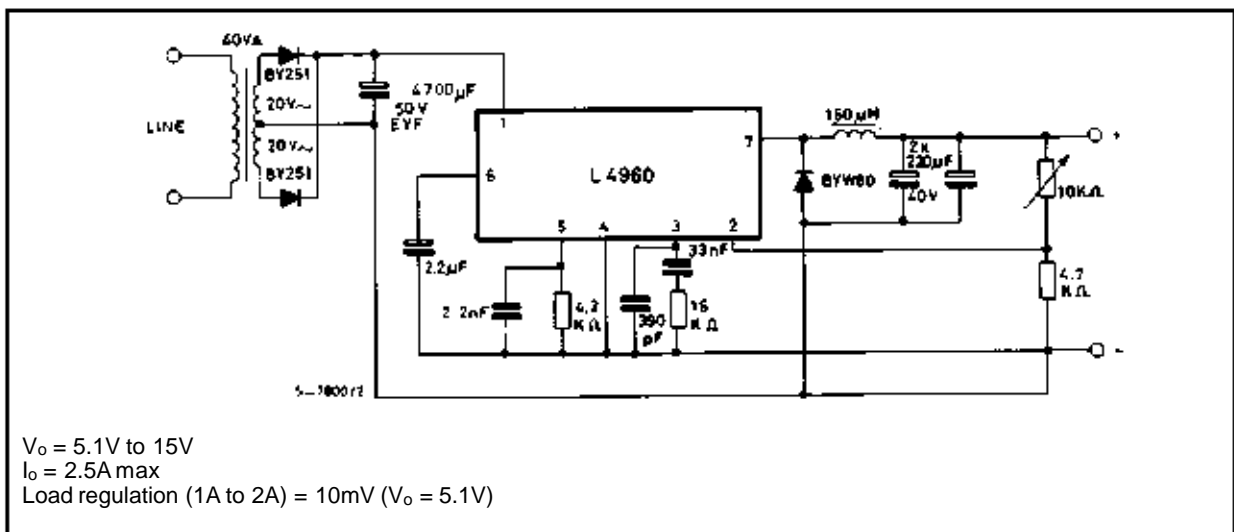 40VA
BY251
20V~
LINE
20V~
BY251
4700µF
50V
EYF
1
7
6
L4960
5
4
3
2
150µH
2x
220µF
40V
BYW80
10KΩ
4.7
KΩ
2.2µF
2.2nF
4.3
KΩ
390
pF
33nF
15
KΩ
+
-
Vo = 5.1V to 15V
Io = 2.5A max
Load regulation (1A to 2A) = 10mV (Vo = 5.1V)